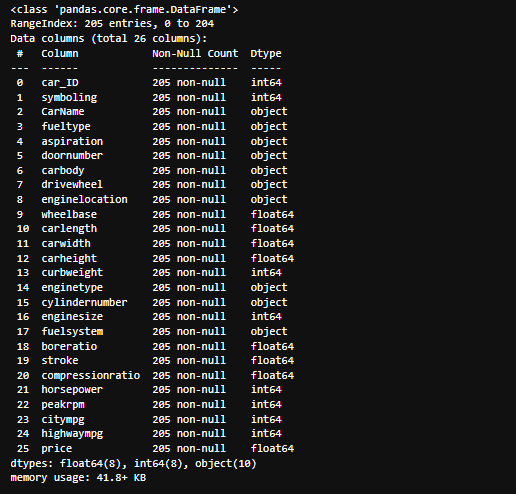 <class 'pandas.core.frame.DataFrame'>
RangeIndex: 205 entries, 0 to 204
Data columns (total 26 columns):
 #   Column            Non-Null Count  Dtype
---  ------            --------------  -----
 0   car_ID            205 non-null    int64
 1   symboling         205 non-null    int64
 2   CarName           205 non-null    object
 3   fueltype          205 non-null    object
 4   aspiration        205 non-null    object
 5   doornumber        205 non-null    object
 6   carbody           205 non-null    object
 7   drivewheel        205 non-null    object
 8   enginelocation    205 non-null    object
 9   wheelbase         205 non-null    float64
 10  carlength         205 non-null    float64
 11  carwidth          205 non-null    float64
 12  carheight         205 non-null    float64
 13  curbweight        205 non-null    int64
 14  enginetype        205 non-null    object
 15  cylindernumber    205 non-null    object
 16  enginesize        205 non-null    int64
 17  fuelsystem        205 non-null    object
 18  boreratio         205 non-null    float64
 19  stroke            205 non-null    float64
 20  compressionratio  205 non-null    float64
 21  horsepower        205 non-null    int64
 22  peakrpm           205 non-null    int64
 23  citympg           205 non-null    int64
 24  highwaympg        205 non-null    int64
 25  price             205 non-null    float64
dtypes: float64(8), int64(8), object(10)
memory usage: 41.8+ KB